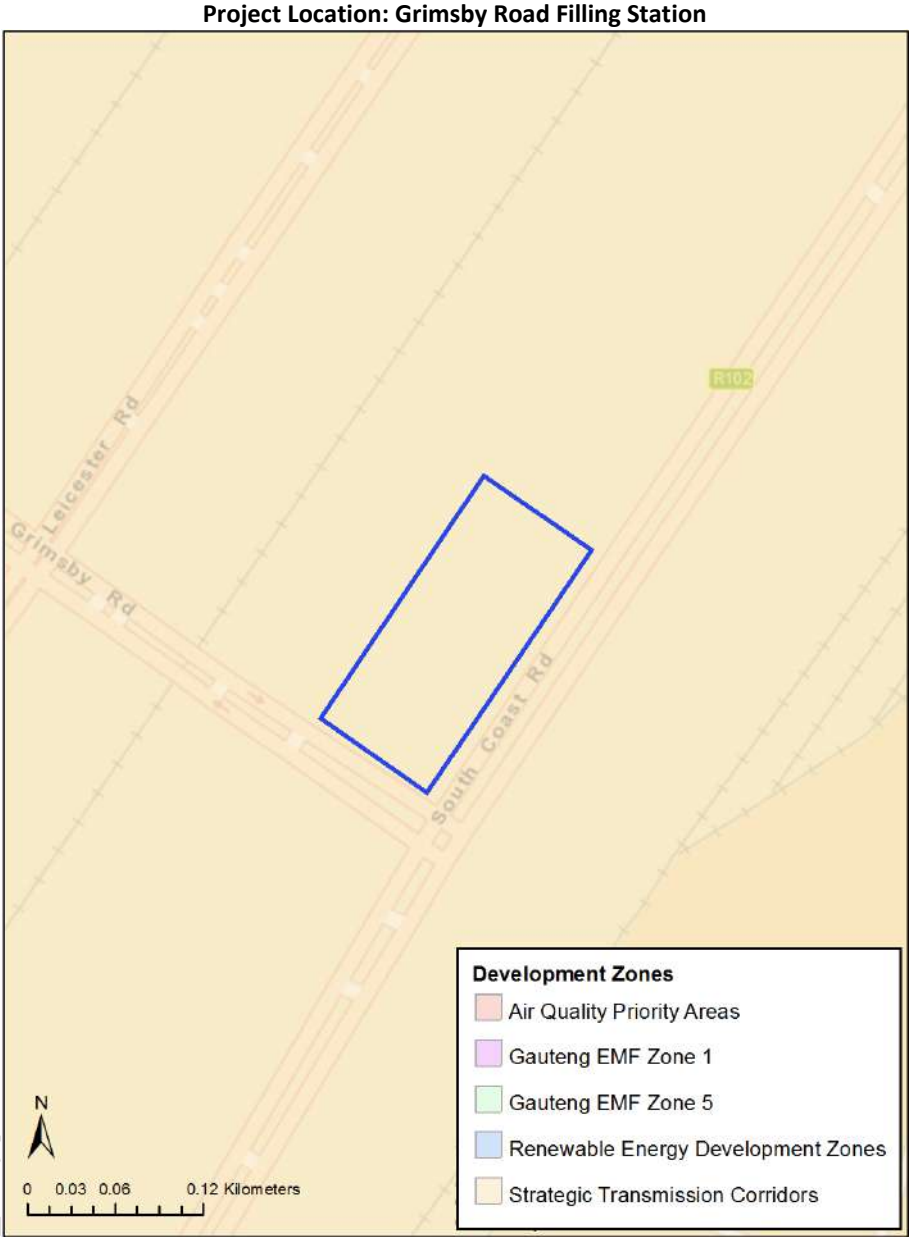 Project Location: Grimsby Road Filling Station
R102
Leicester Rd
Grimsby Rd
South Coast Rd
Development Zones
Air Quality Priority Areas
Gauteng EMF Zone 1
Gauteng EMF Zone 5
Renewable Energy Development Zones
Strategic Transmission Corridors
N
0 0.03 0.06 0.12 Kilometers